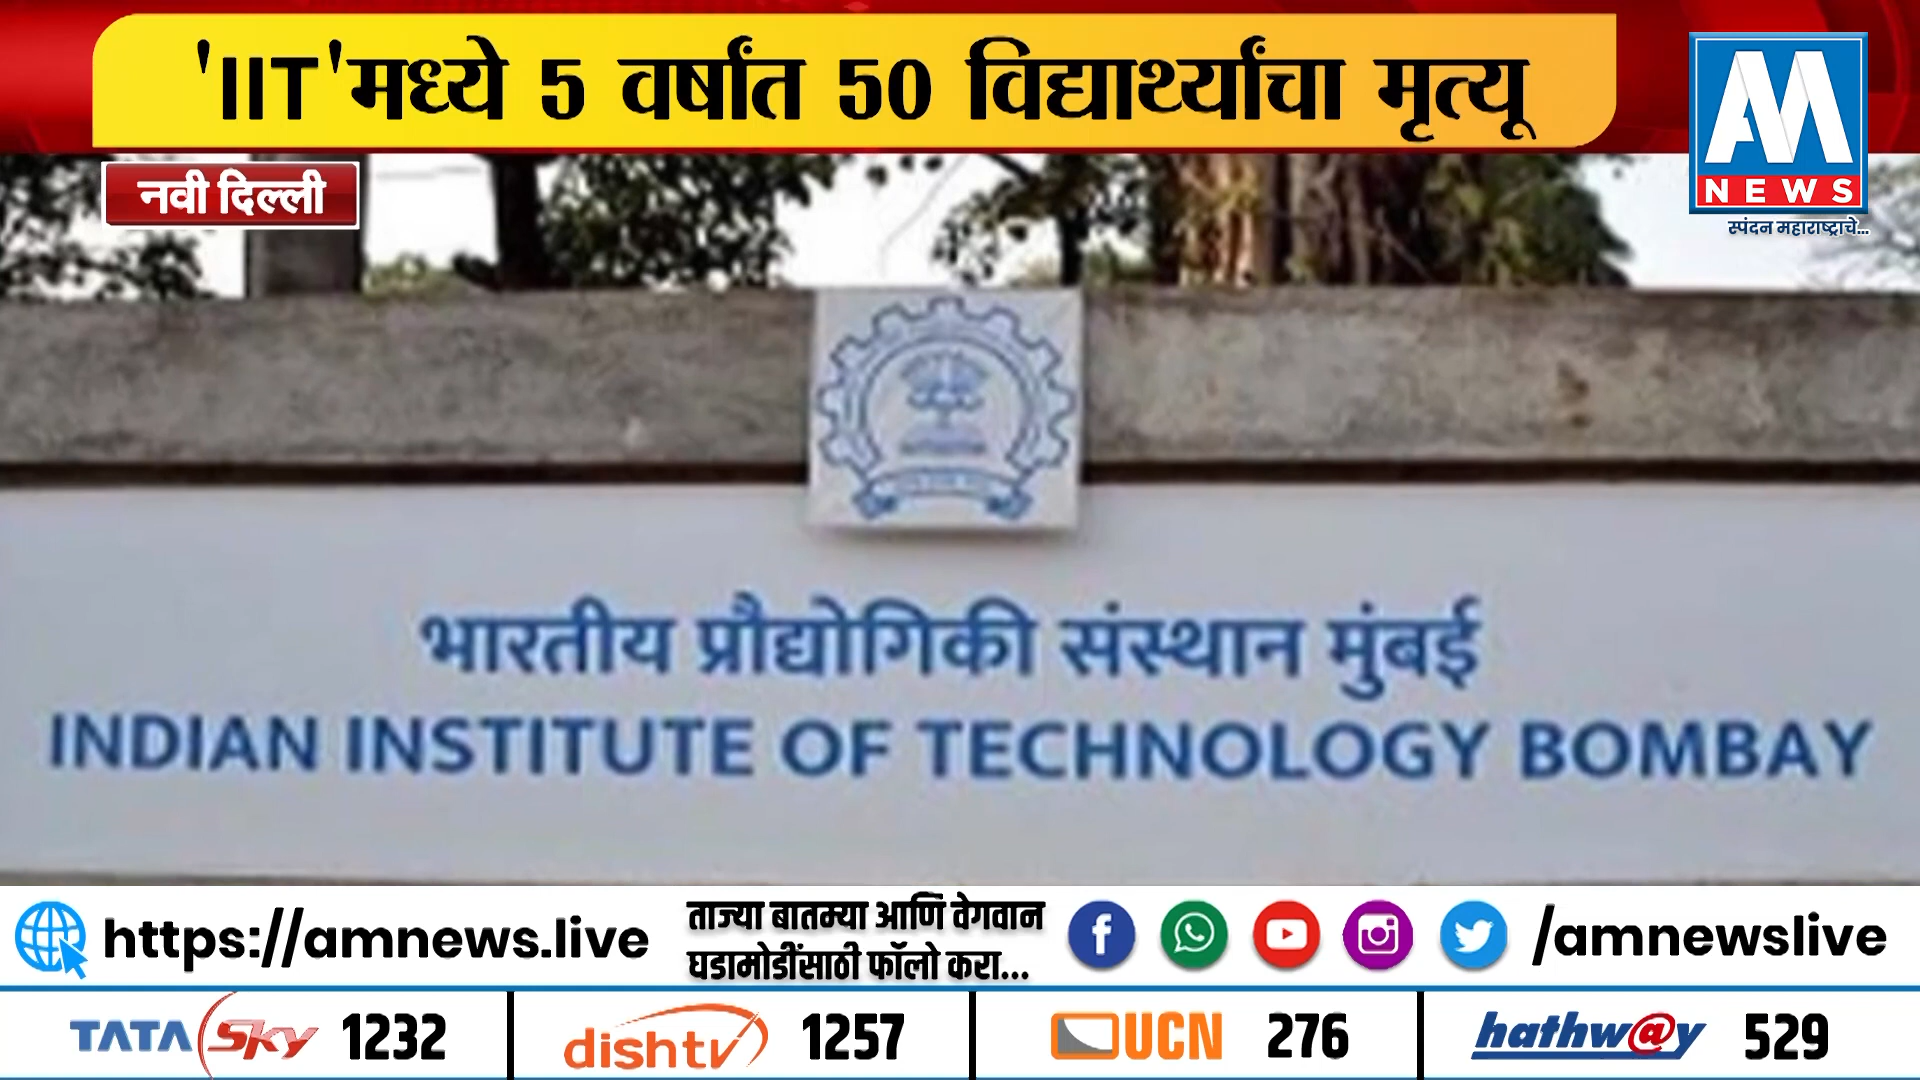 'IIT'मध्ये 5 वर्षांत 50 विद्यार्थ्यांचा मृत्यू
नवी दिल्ली
AM
NEWS
स्पंदन महाराष्ट्राचे...
भारतीय प्रौद्योगिकी संस्थान मुंबई
INDIAN INSTITUTE OF TECHNOLOGY BOMBAY
https://amnews.live
ताज्या बातम्या आणि वेगवान
घडामोडींसाठी फॉलो करा...
/amnewslive
TATA Sky 1232
dishtv 1257
UCN 276
hathw@y 529